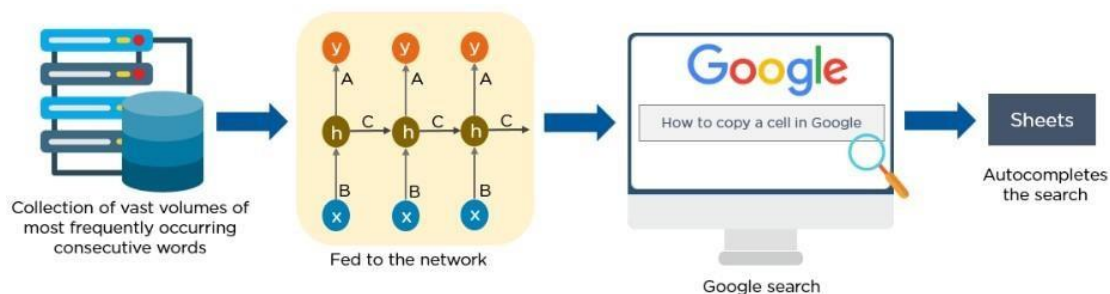 Collection of vast volumes of
most frequently occurring
consecutive words
y y y
A A A
h C h C h C
B B B
x x x
Fed to the network
Google
How to copy a cell in Google
Google search
Sheets
Autocompletes
the search